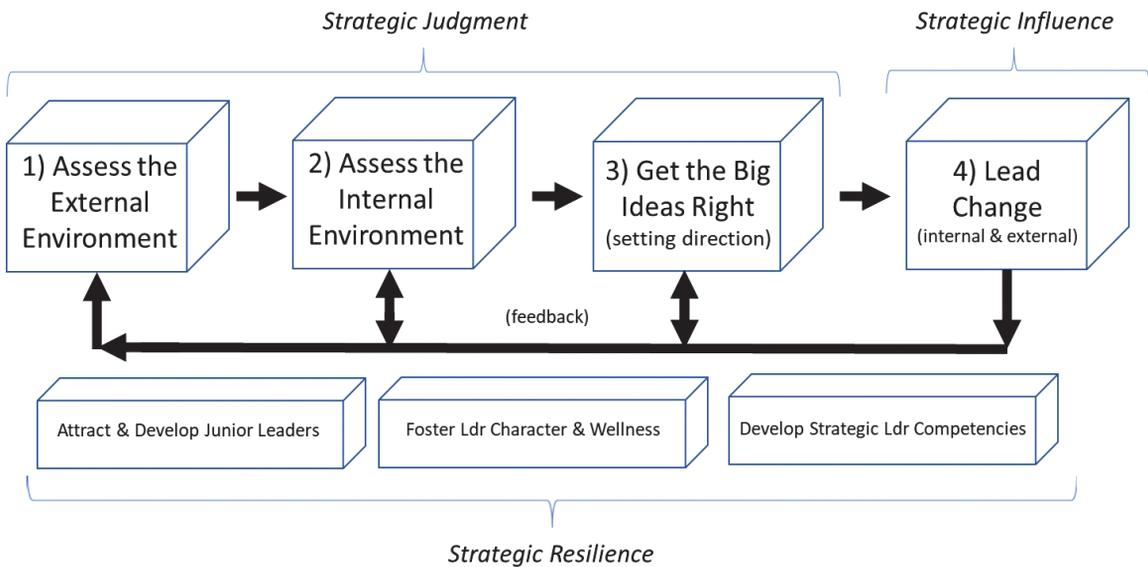 Strategic Judgment
Strategic Influence
1) Assess the
External
Environment
2) Assess the
Internal
Environment
3) Get the Big
Ideas Right
(setting direction)
4) Lead
Change
(internal & external)
(feedback)
Attract & Develop Junior Leaders
Foster Ldr Character & Wellness
Develop Strategic Ldr Competencies
Strategic Resilience